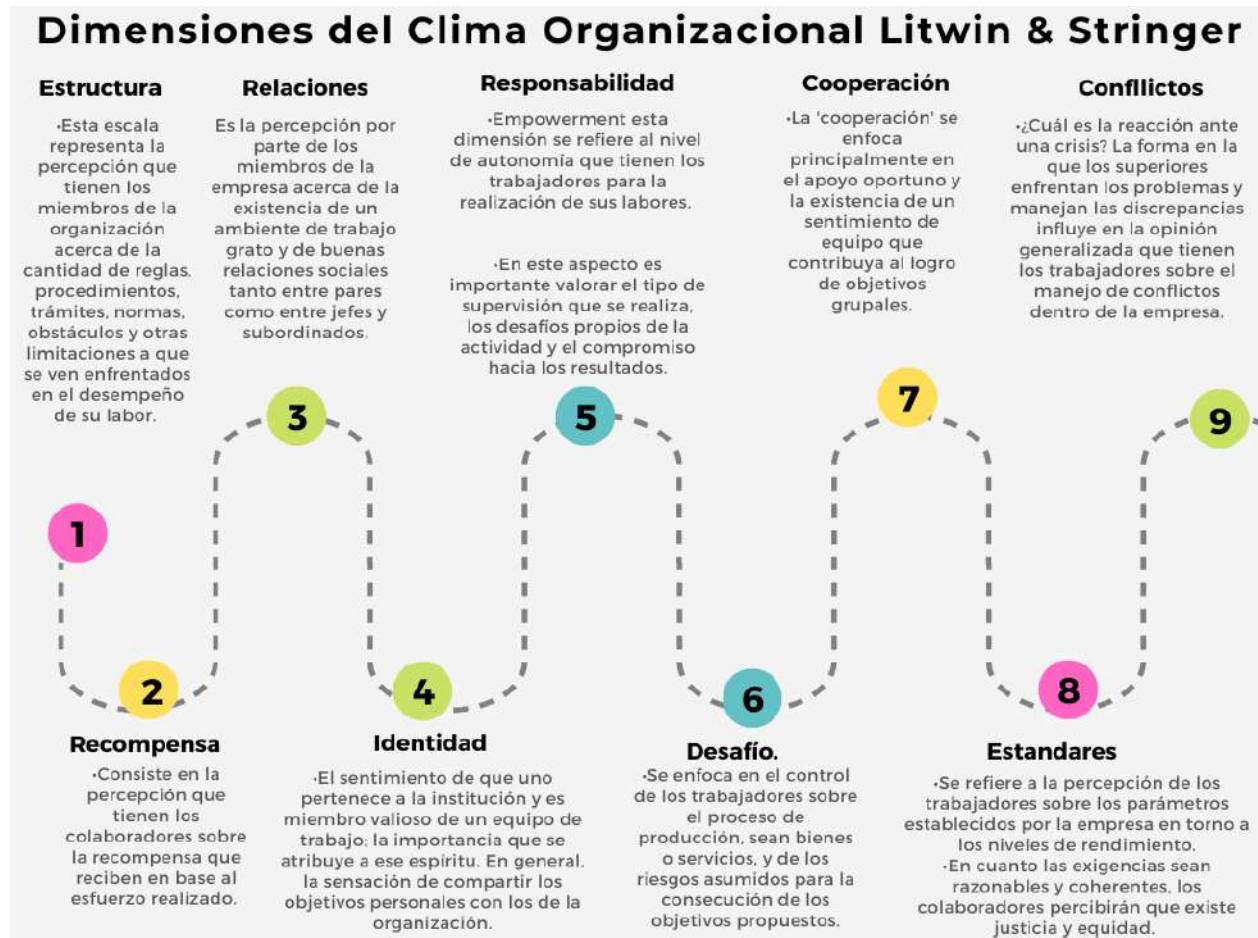 Dimensiones del Clima Organizacional Litwin & Stringer
Estructura
•Esta escala
representa la
percepción que
tienen los
miembros de la
organización
acerca de la
cantidad de reglas,
procedimientos,
trámites, normas,
obstáculos y otras
limitaciones a que
se ven enfrentados
en el desempeño
de su labor.
Relaciones
Es la percepción por
parte de los
miembros de la
empresa acerca de la
existencia de un
ambiente de trabajo
grato y de buenas
relaciones sociales
tanto entre pares
como entre jefes y
subordinados.
Responsabilidad
•Empowerment esta
dimensión se refiere al nivel
de autonomía que tienen los
trabajadores para la
realización de sus labores.
•En este aspecto es
importante valorar el tipo de
supervisión que se realiza,
los desafíos propios de la
actividad y el compromiso
hacia los resultados.
Cooperación
•La 'cooperación' se
enfoca
principalmente en
el apoyo oportuno y
la existencia de un
sentimiento de
equipo que
contribuya al logro
de objetivos
grupales.
Confllictos
•¿Cuál es la reacción ante
una crisis? La forma en la
que los superiores
enfrentan los problemas y
manejan las discrepancias
influye en la opinión
generalizada que tienen
los trabajadores sobre el
manejo de conflictos
dentro de la empresa.
1
3
5
7
9
2
4
6
8
Recompensa
•Consiste en la
percepción que
tienen los
colaboradores sobre
la recompensa que
reciben en base al
esfuerzo realizado.
Identidad
•El sentimiento de que uno
pertenece a la institución y es
miembro valioso de un equipo de
trabajo; la importancia que se
atribuye a ese espíritu. En general,
la sensación de compartir los
objetivos personales con los de la
organización.
Desafío.
•Se enfoca en el control
de los trabajadores sobre
el proceso de
producción, sean bienes
o servicios, y de los
riesgos asumidos para la
consecución de los
objetivos propuestos.
Estandares
•Se refiere a la percepción de los
trabajadores sobre los parámetros
establecidos por la empresa en torno a
los niveles de rendimiento.
•En cuanto las exigencias sean
razonables y coherentes, los
colaboradores percibirán que existe
justicia y equidad.